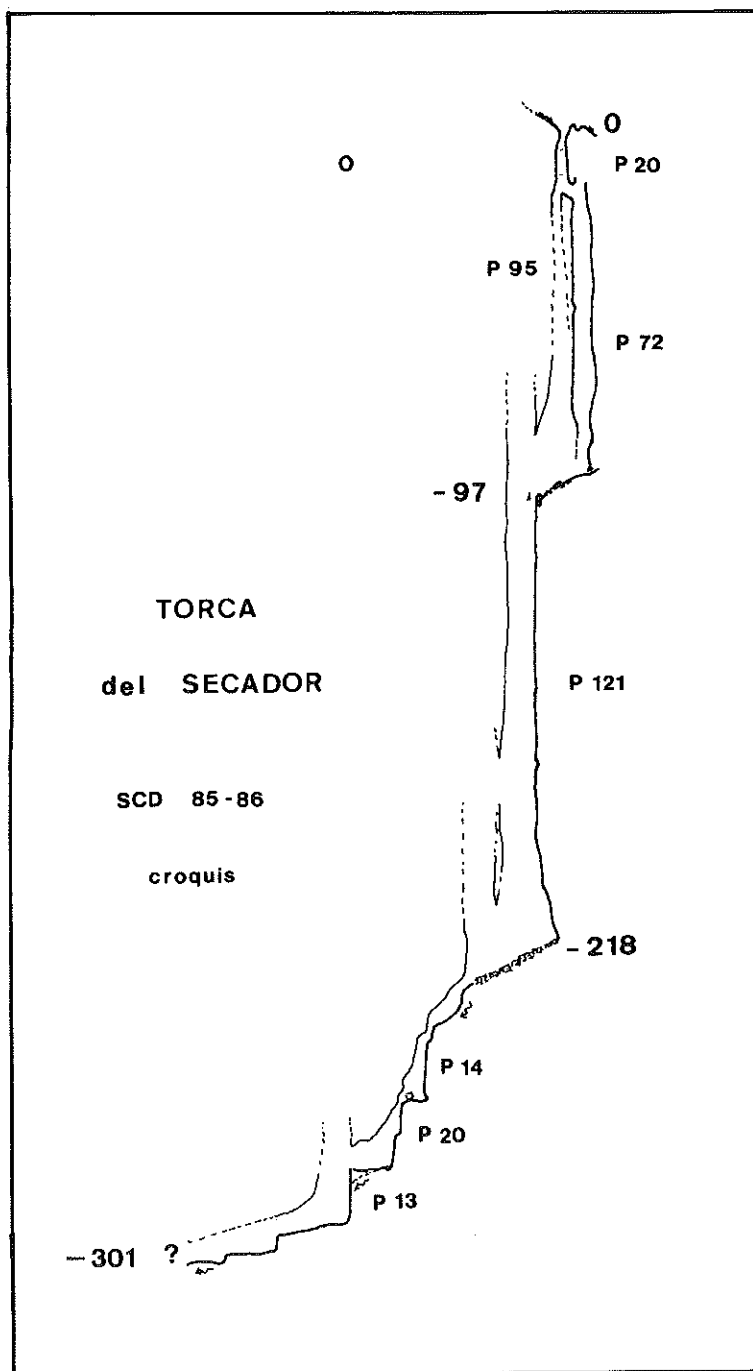 0
O
P 20
P 95
P 72
-97
TORCA
del SECADOR
P 121
SCD 85-86
croquis
-218
P 14
P 20
P 13
-301 ?